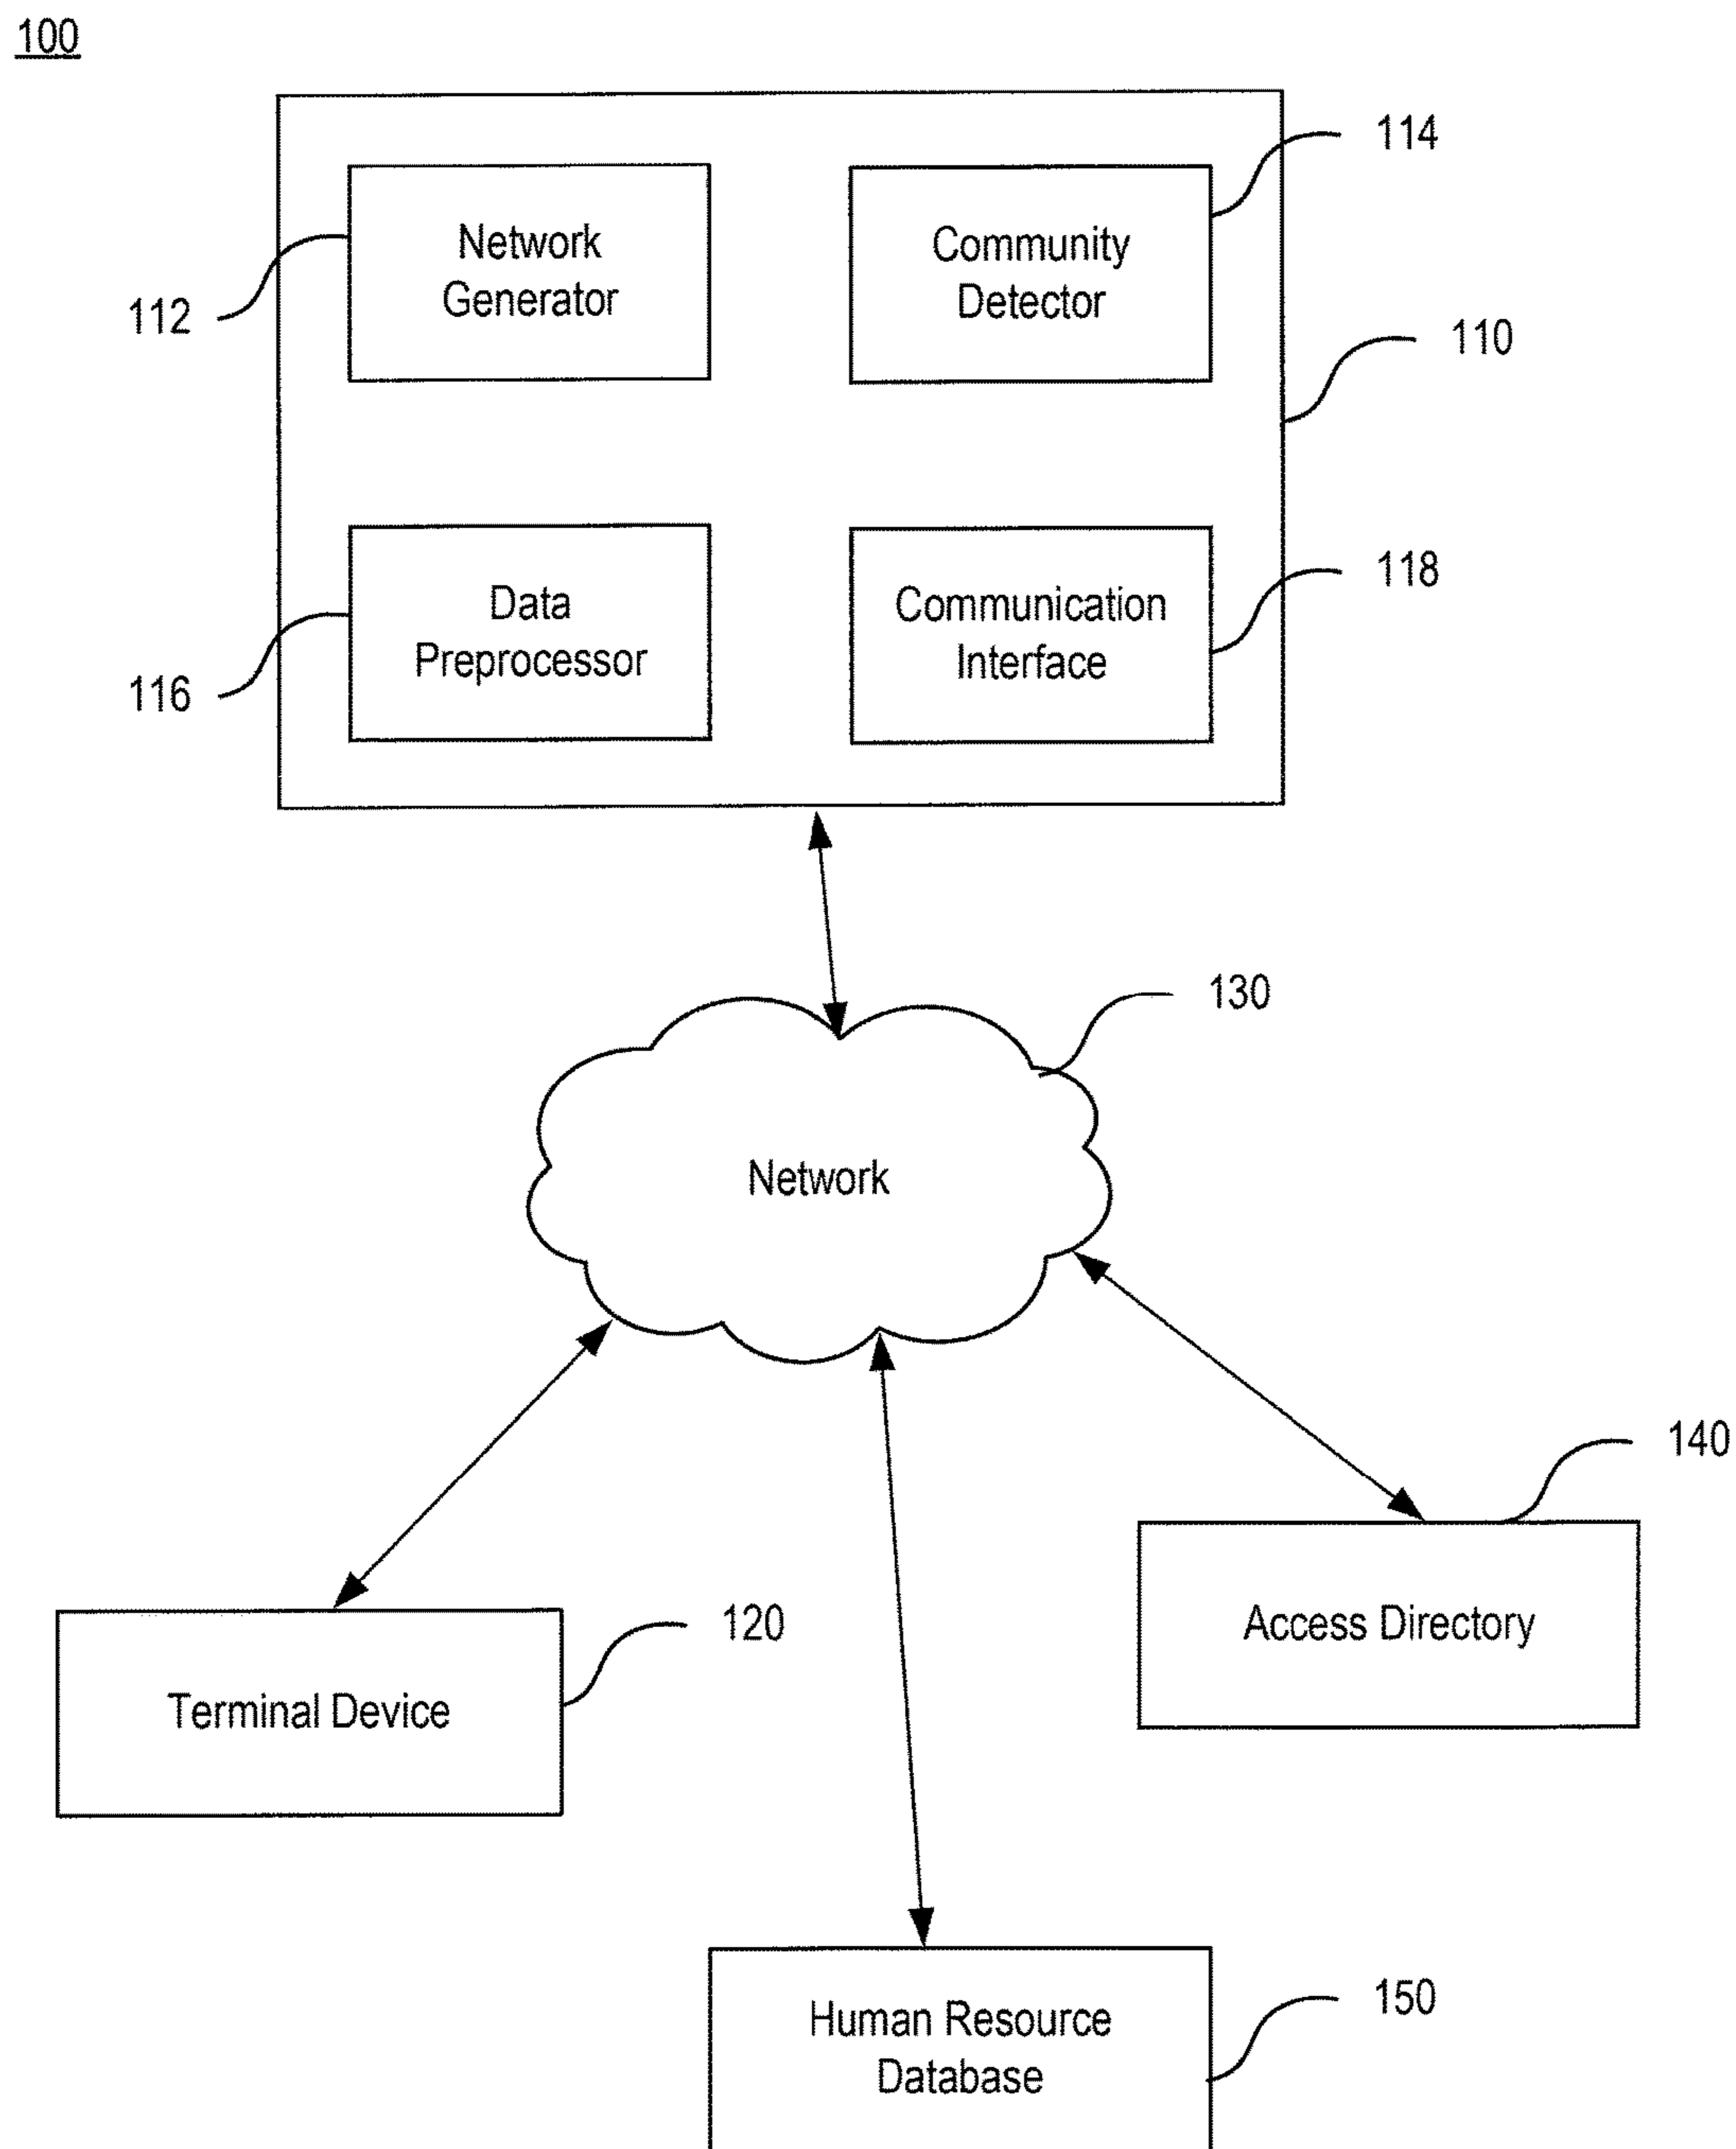 100
114
Network
Generator
Community
Detector
112
110
118
Data
Preprocessor
Communication
Interface
116
130
Network
140
120
Access Directory
Terminal Device
150
Human Resource
Database